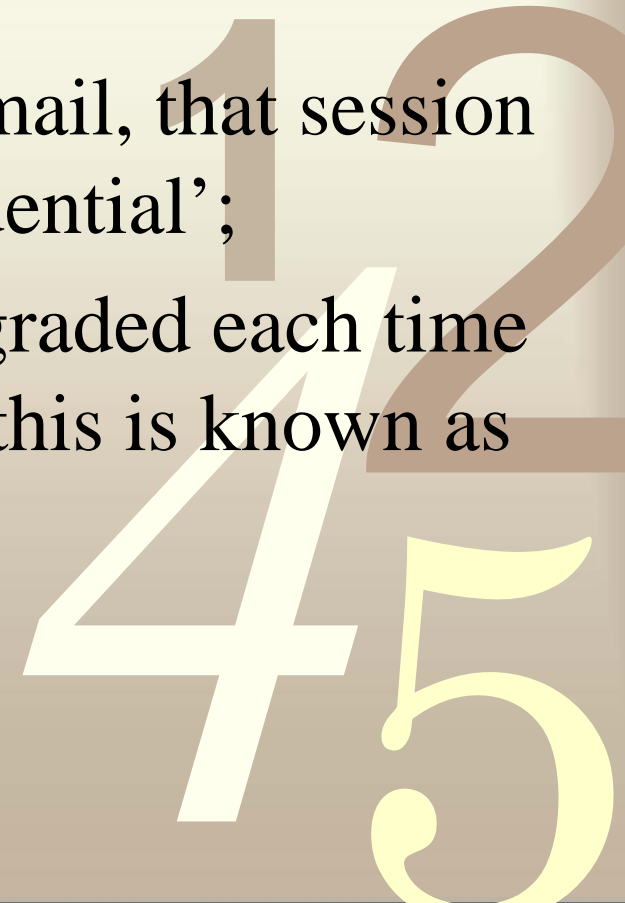 mail, that session
ential’;
graded each time
this is known as
1 2
4 5